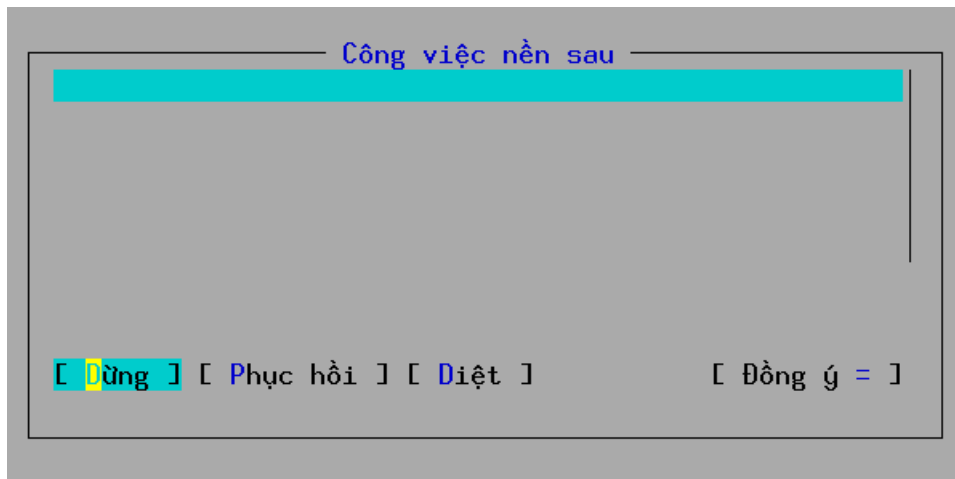 Công việc nền sau
[ Dừng ] [ Phục hồi ] [ Diệt ] [ Đồng ý = ]